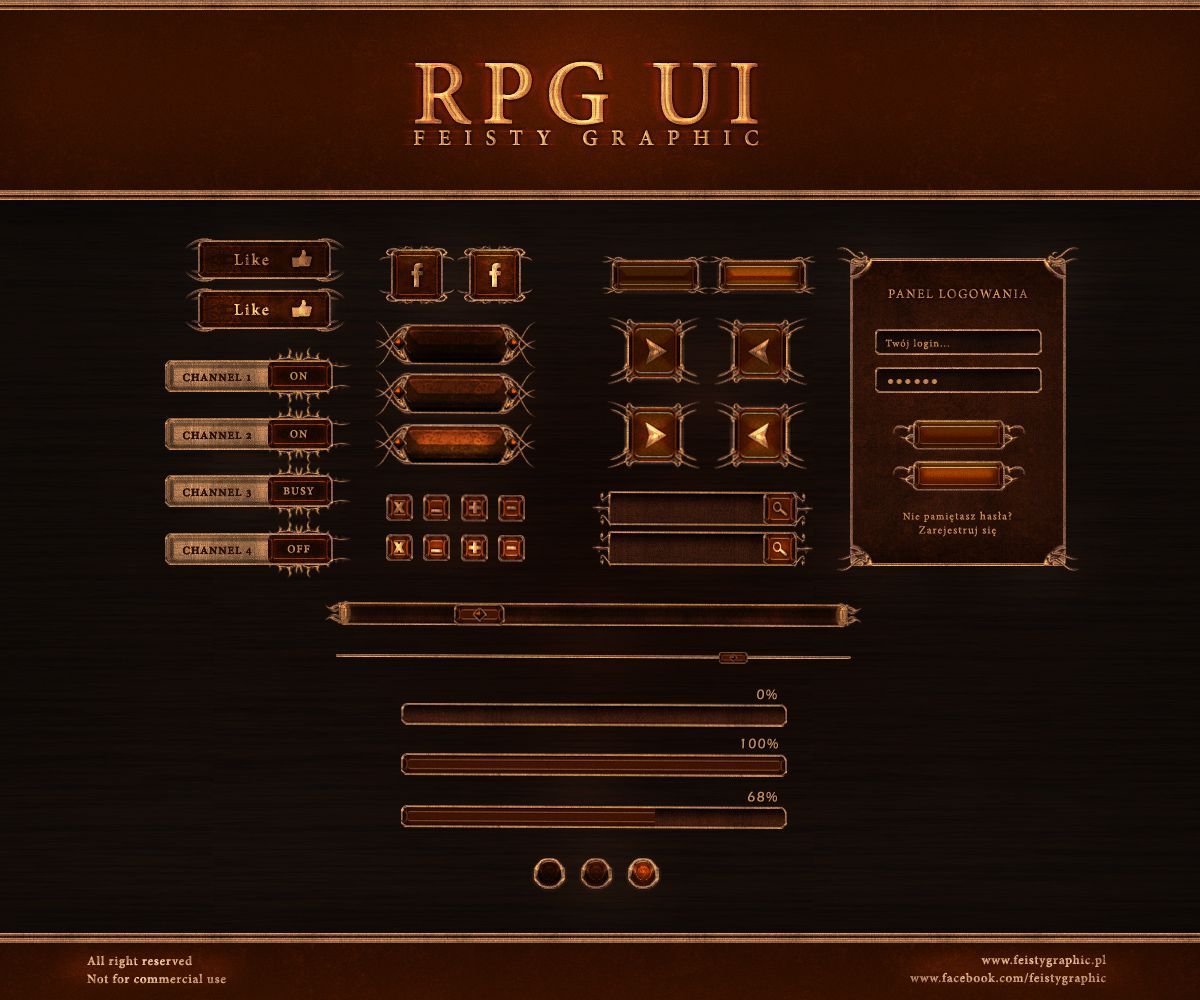 RPG UI
FEISTY GRAPHIC
Like
Like
CHANNEL 1 ON
CHANNEL 2 ON
CHANNEL 3 BUSY
CHANNEL 4 OFF
f f
x
x
PANEL LOGOWANIA
Twój login...
Nie pamiętasz hasła?
Zarejestruj się
0%
100%
68%
All right reserved
Not for commercial use
www.feistygraphic.pl
www.facebook.com/feistygraphic